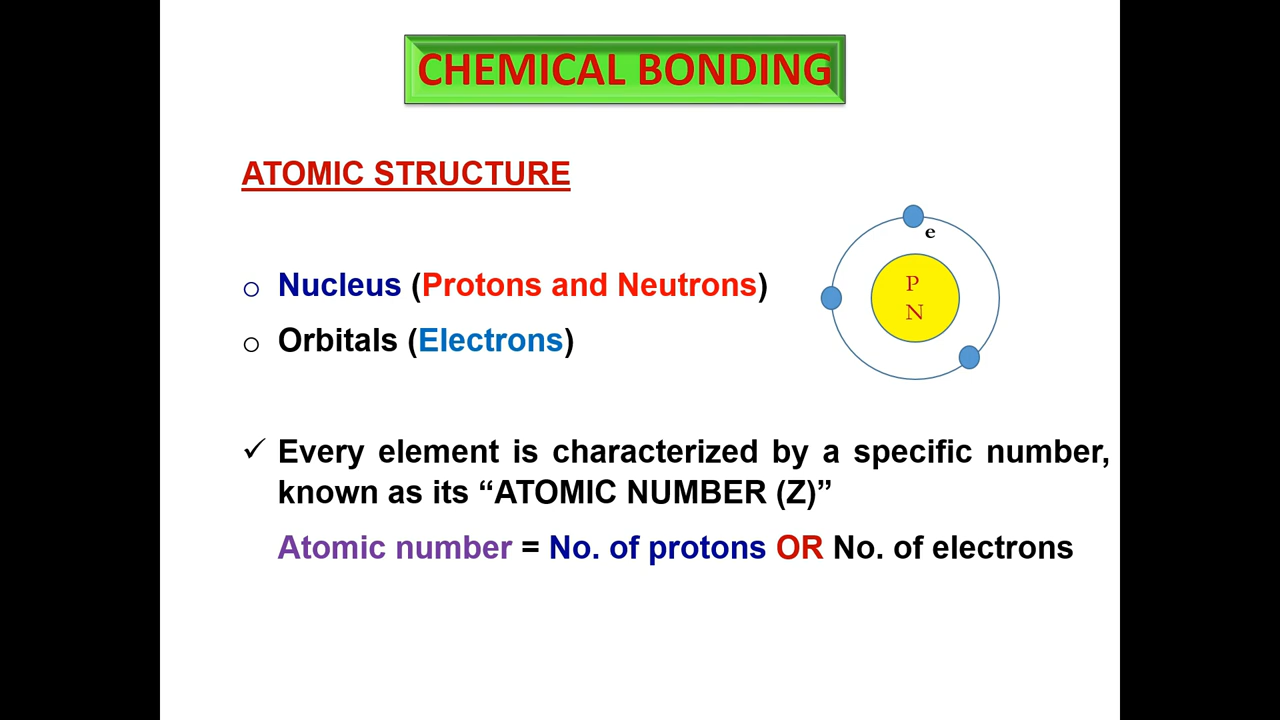 CHEMICAL BONDING
ATOMIC STRUCTURE
Nucleus (Protons and Neutrons)
Orbitals (Electrons)
e
P
N
✓ Every element is characterized by a specific number,
known as its “ATOMIC NUMBER (Z)”
Atomic number = No. of protons OR No. of electrons